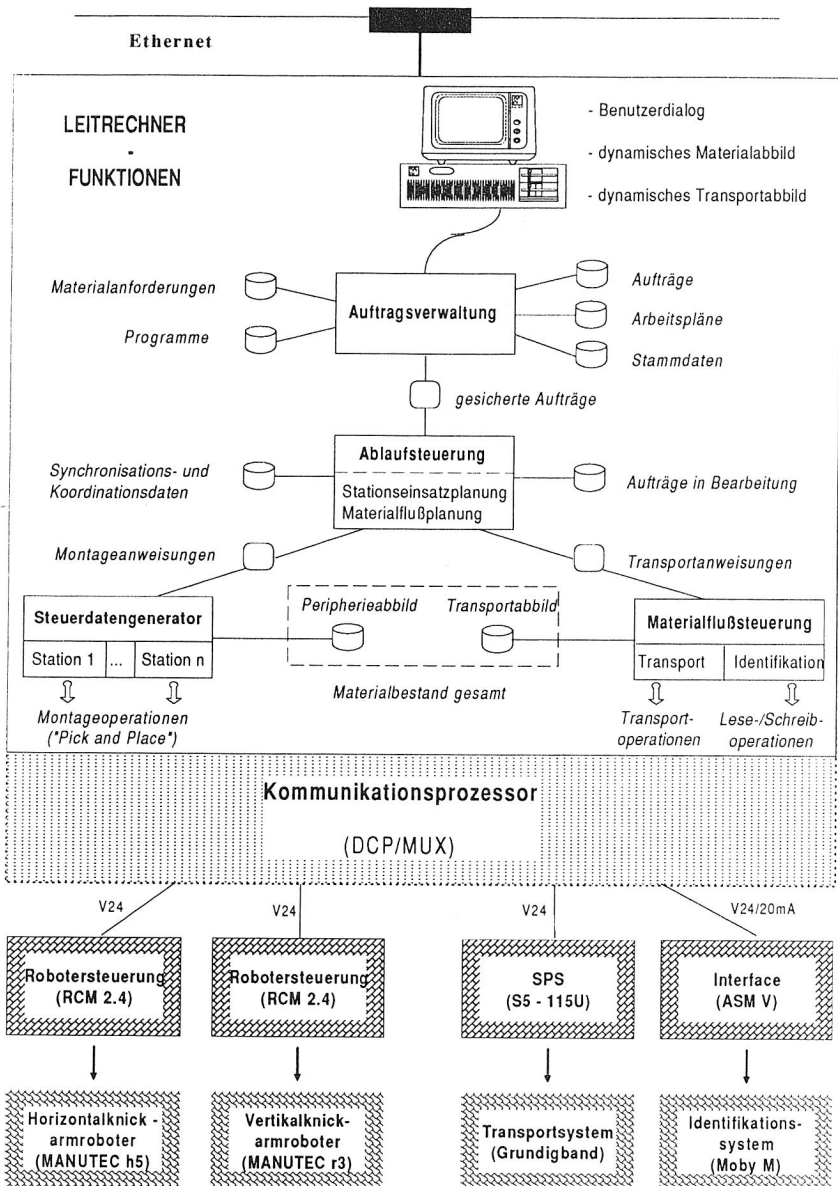 Ethernet
LEITRECHNER
-
FUNKTIONEN
- Benutzerdialog
- dynamisches Materialabbild
- dynamisches Transportabbild
Materialanforderungen
Programme
Auftragsverwaltung
Aufträge
Arbeitspläne
Stammdaten
gesicherte Aufträge
Synchronisations- und
Koordinationsdaten
Ablaufsteuerung
Stationseinsatzplanung
Materialflußplanung
Aufträge in Bearbeitung
Montageanweisungen
Transportanweisungen
Steuerdatengenerator
Station 1 ... Station n
Peripherieabbild Transportabbild
Materialflußsteuerung
Transport Identifikation
Materialbestand gesamt
Montageoperationen
("Pick and Place")
Transport-
operationen
Lese-/Schreib-
operationen
Kommunikationsprozessor
(DCP/MUX)
V24 V24 V24 V24/20mA
Robotersteuerung
(RCM 2.4)
Robotersteuerung
(RCM 2.4)
SPS
(S5 - 115U)
Interface
(ASM V)
Horizontalknick -
armroboter
(MANUTEC h5)
Vertikalknick-
armroboter
(MANUTEC r3)
Transportsystem
(Grundigband)
Identifikations-
system
(Moby M)